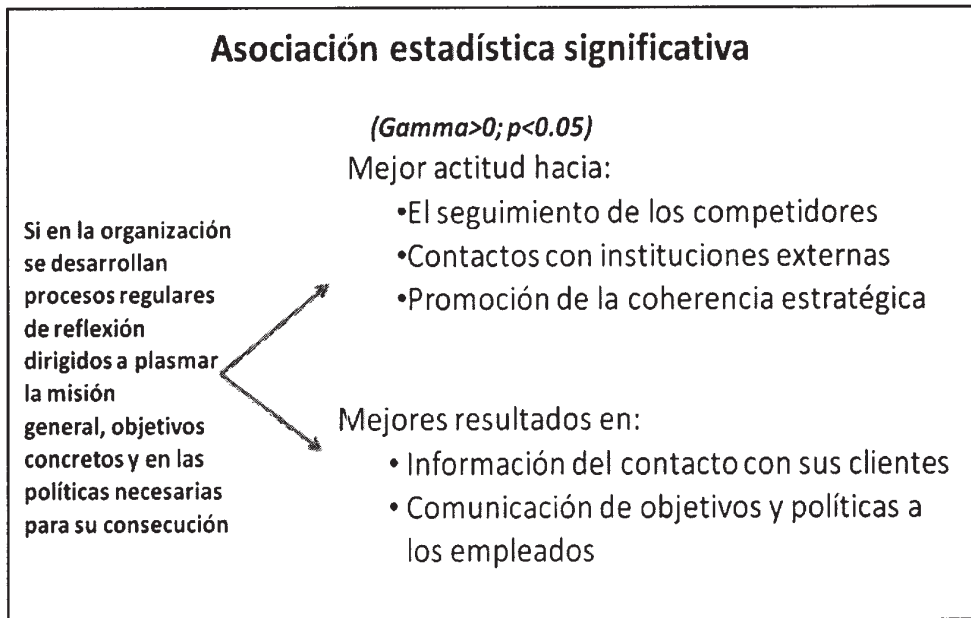 Asociación estadística significativa
(Gamma>0; p<0.05)
Mejor actitud hacia:
•El seguimiento de los competidores
•Contactos con instituciones externas
•Promoción de la coherencia estratégica
Si en la organización
se desarrollan
procesos regulares
de reflexión
dirigidos a plasmar
la misión
general, objetivos
concretos y en las
políticas necesarias
para su consecución
Mejores resultados en:
• Información del contacto con sus clientes
• Comunicación de objetivos y políticas a
los empleados